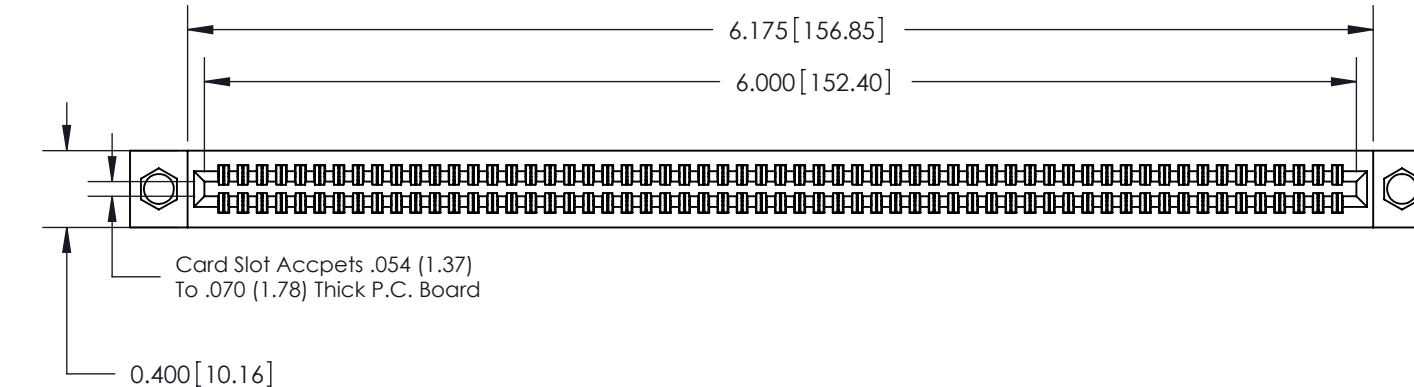 6.175[156.85]
6.000[152.40]
Card Slot Accpets .054 (1.37)
To .070 (1.78) Thick P.C. Board
0.400[10.16]